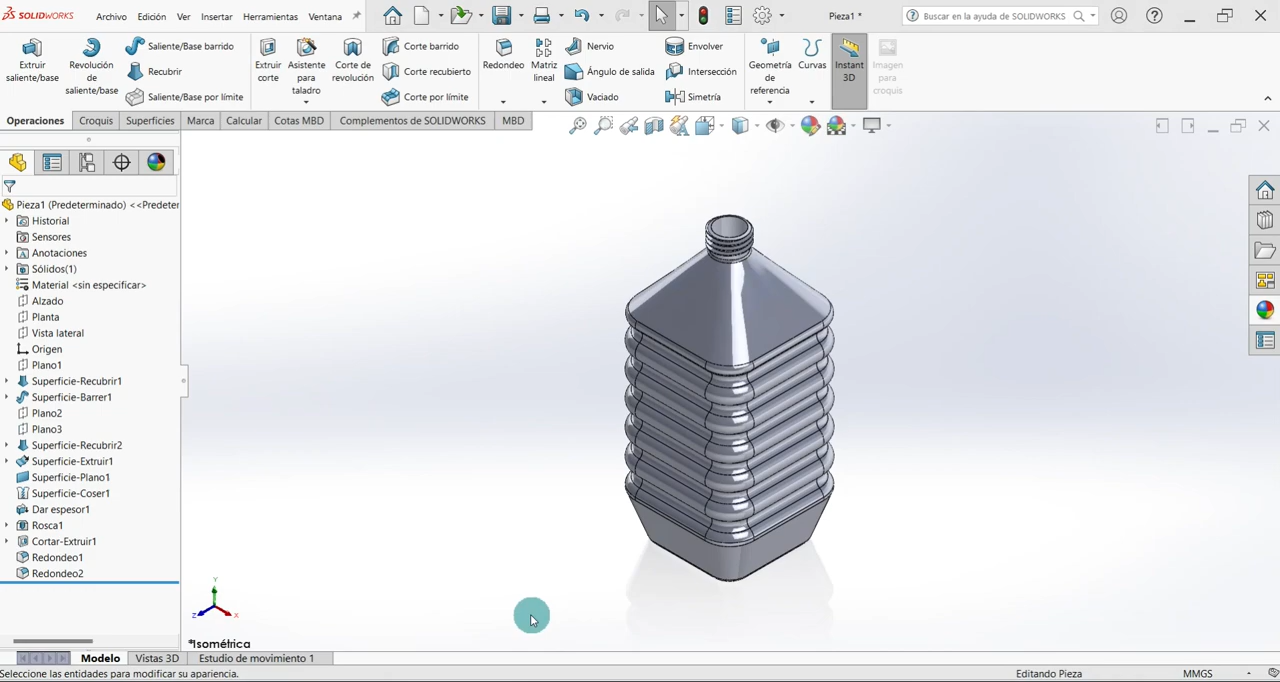 SOLIDWORKS
Archivo Edición Ver Insertar Herramientas Ventana
Pieza1 *
Buscar en la ayuda de SOLIDWORKS
Extruir saliente/base
Revolución de saliente/base
Saliente/Base barrido
Recubrir
Saliente/Base por límite
Extruir corte
Asistente para taladro
Corte de revolución
Corte barrido
Corte recubierto
Corte por límite
Redondeo
Matriz lineal
Nervio
Ángulo de salida
Vaciado
Envolver
Intersección
Simetría
Geometría de referencia
Curvas
Instant 3D
Imagen para croquis
Operaciones Croquis Superficies Marca Calcular Cotas MBD Complementos de SOLIDWORKS MBD
Pieza1 (Predeterminado) <<Predeter
Historial
Sensores
Anotaciones
Sólidos(1)
Material <sin especificar>
Alzado
Planta
Vista lateral
Origen
Plano1
Superficie-Recubrir1
Superficie-Barrer1
Plano2
Plano3
Superficie-Recubrir2
Superficie-Extruir1
Superficie-Plano1
Superficie-Coser1
Dar espesor1
Rosca1
Cortar-Extruir1
Redondeo1
Redondeo2
Y
Z
X
*Isométrica
Modelo Vistas 3D Estudio de movimiento 1
Seleccione las entidades para modificar su apariencia.
Editando Pieza
MMGS